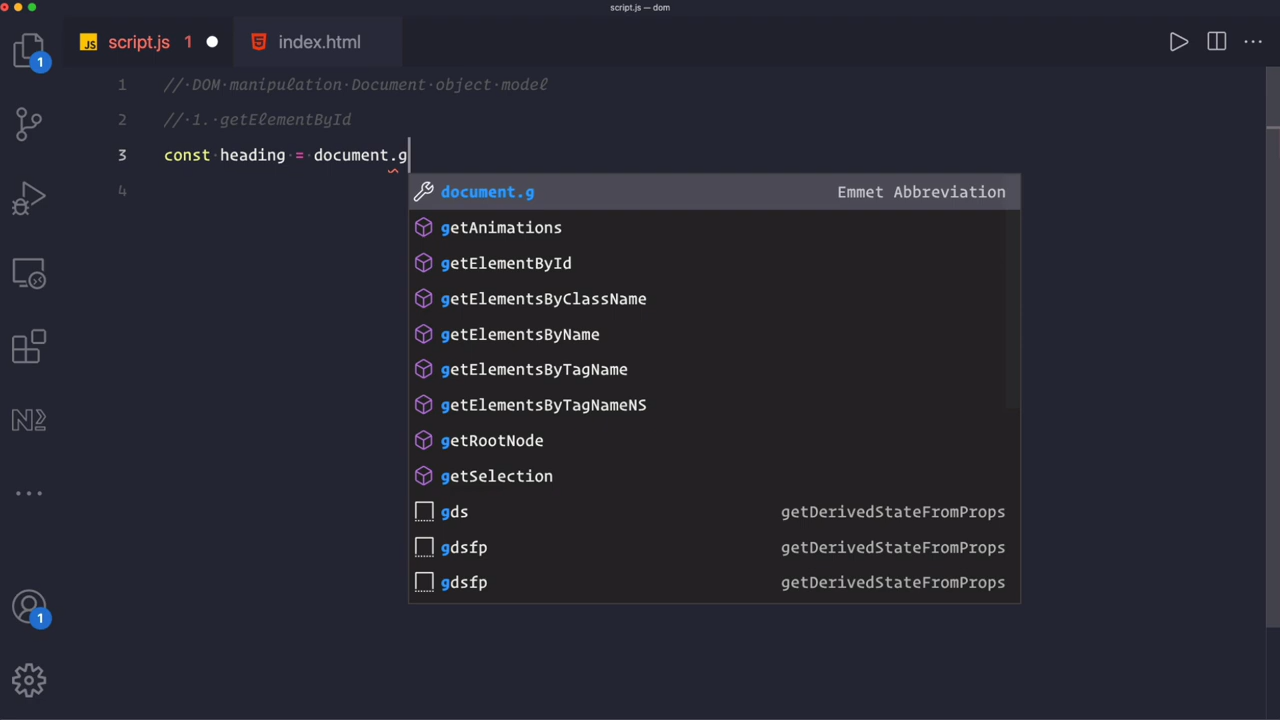 script.js — dom
JS script.js 1
index.html
1
1 // DOM manipulation Document object model
2 // 1. getElementById
3 const heading = document.g
4
document.g Emmet Abbreviation
getAnimations
getElementById
getElementsByClassName
getElementsByName
getElementsByTagName
getElementsByTagNameNS
getRootNode
getSelection
gds getDerivedStateFromProps
gdsfp getDerivedStateFromProps
gdsfp getDerivedStateFromProps
1